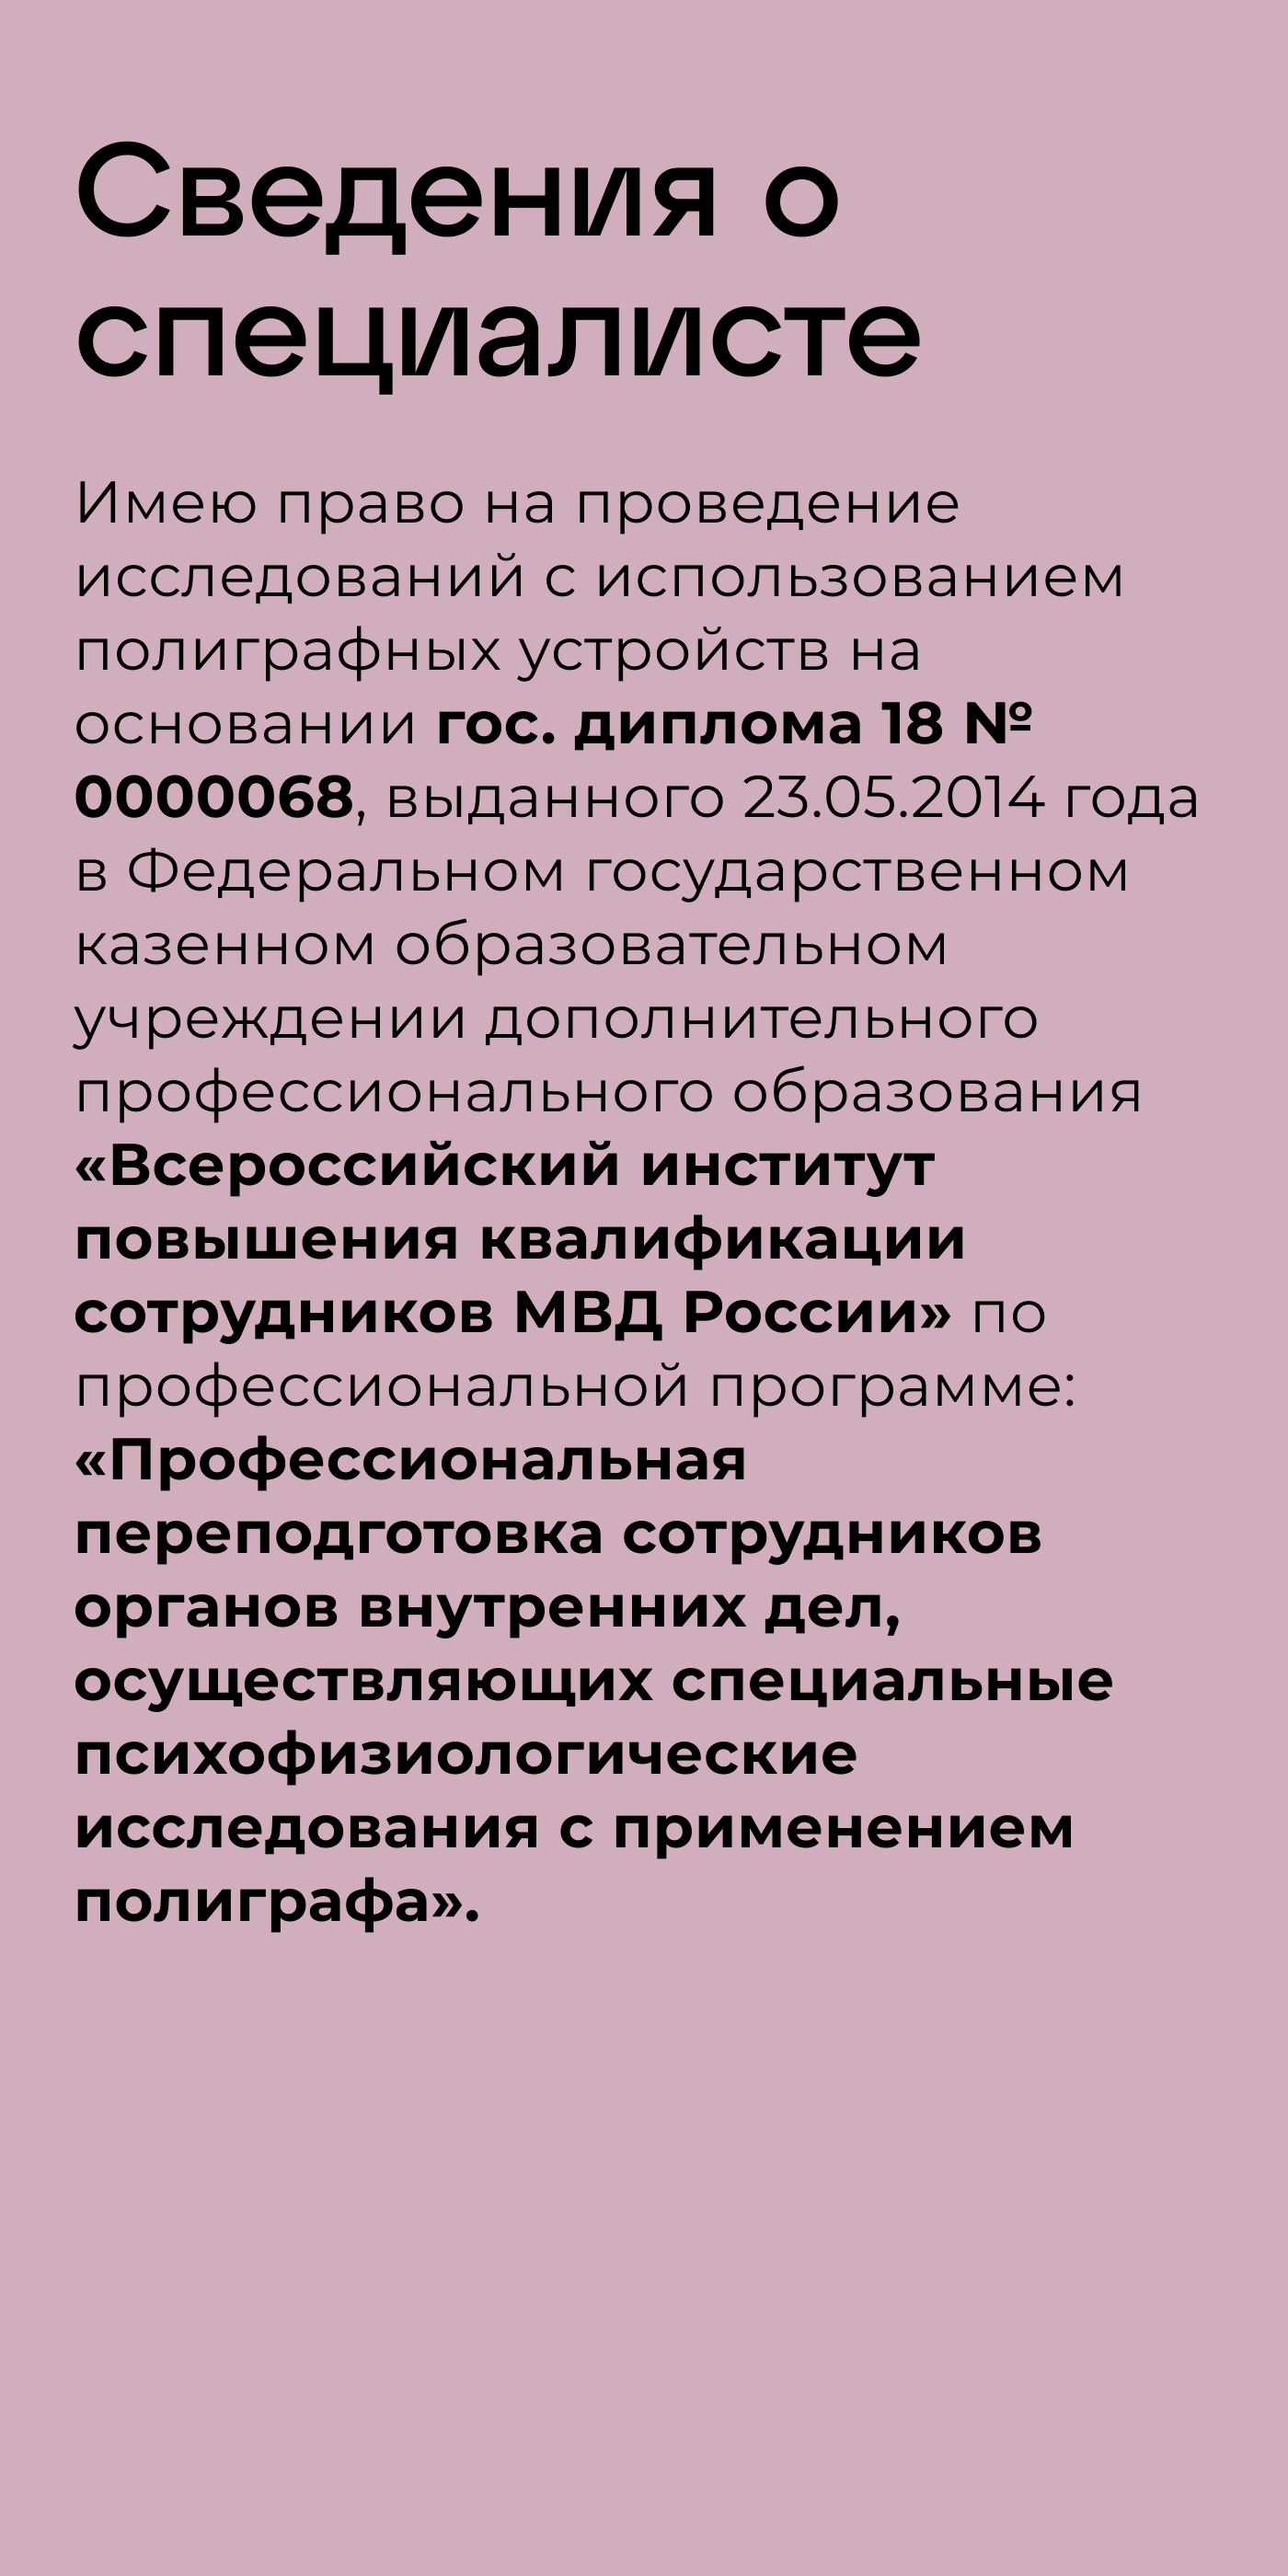 Сведения о
специалисте
Имею право на проведение
исследований с использованием
полиграфных устройств на
основании гос. диплома 18 №
0000068, выданного 23.05.2014 года
в Федеральном государственном
казенном образовательном
учреждении дополнительного
профессионального образования
«Всероссийский институт
повышения квалификации
сотрудников МВД России» по
профессиональной программе:
«Профессиональная
переподготовка сотрудников
органов внутренних дел,
осуществляющих специальные
психофизиологические
исследования с применением
полиграфа».